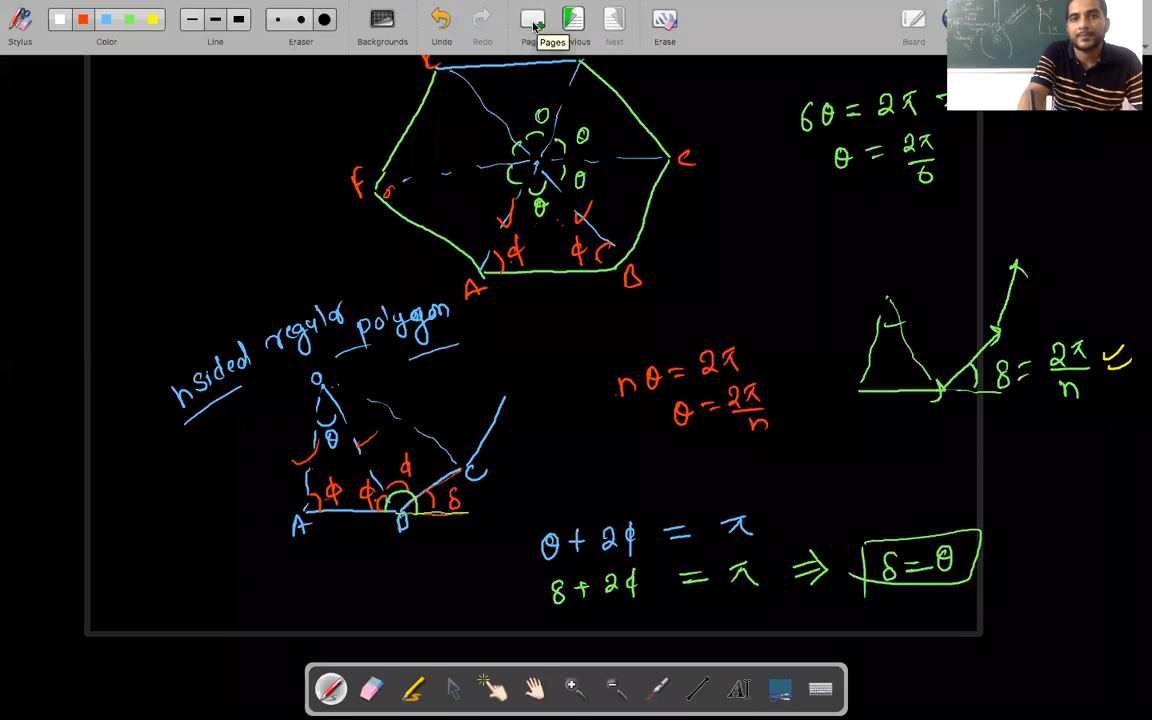 Stylus Line Eraser Backgrounds Undo Redo Pages Next Erase Board
Pages
θ
θ
θ
θ
C
F
ϕ ϕ
A B
6θ = 2π
θ = 2π/6
n sided regular polygon
O
θ
ϕ ϕ ϕ δ
A B C
nθ = 2π
θ = 2π/n
δ = 2π/n
θ + 2ϕ = π
δ + 2ϕ = π ⇒ δ = θ